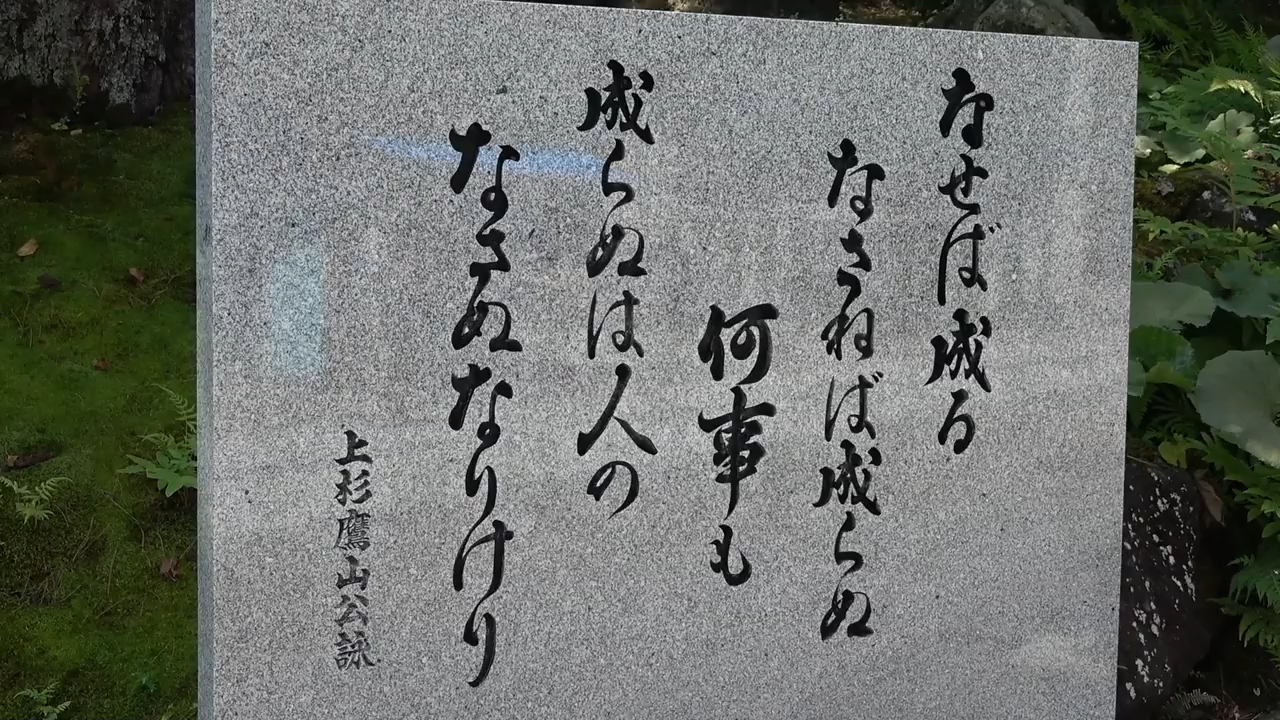 なせば成る
なさねば成らぬ
何事も
成らぬは人の
なさぬなりけり
上杉鷹山公詠